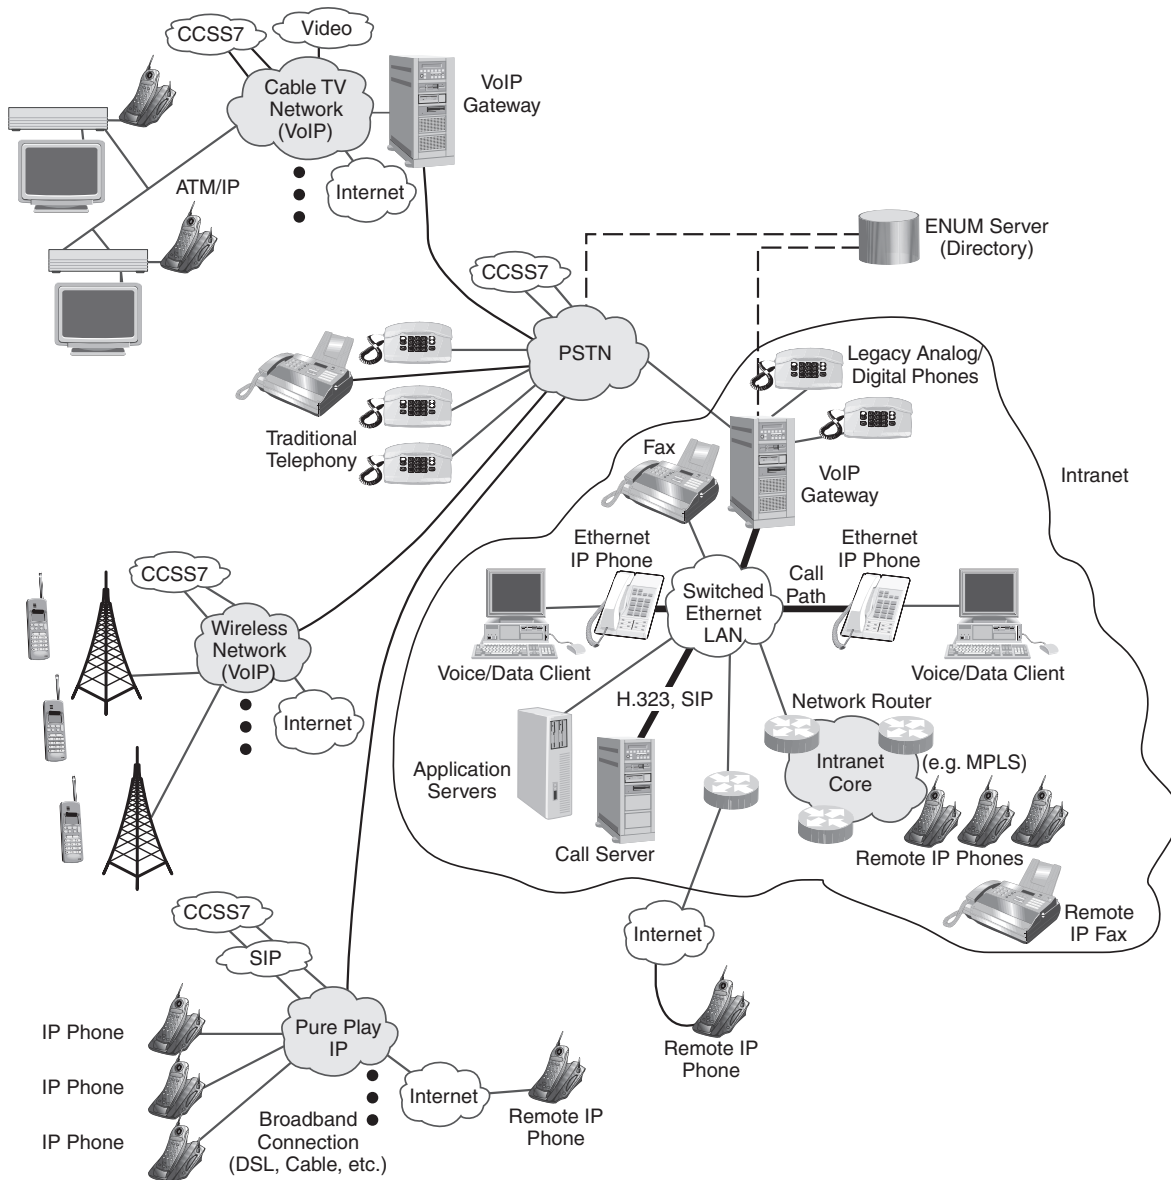 CCSS7
Video
Cable TV
Network
(VoIP)
VoIP
Gateway
ATM/IP
Internet
ENUM Server
(Directory)
CCSS7
PSTN
Legacy Analog/
Digital Phones
Traditional
Telephony
Fax
VoIP
Gateway
Intranet
Ethernet
IP Phone
Ethernet
IP Phone
CCSS7
Switched
Ethernet
LAN
Call
Path
Wireless
Network
(VoIP)
Voice/Data Client
Voice/Data Client
H.323, SIP
Network Router
Internet
Application
Servers
Intranet
Core
(e.g. MPLS)
Call Server
Remote IP Phones
CCSS7
SIP
Internet
Remote
IP Fax
IP Phone
Pure Play
IP
Remote IP
Phone
IP Phone
Internet
Remote IP
Phone
IP Phone
Broadband
Connection
(DSL, Cable, etc.)